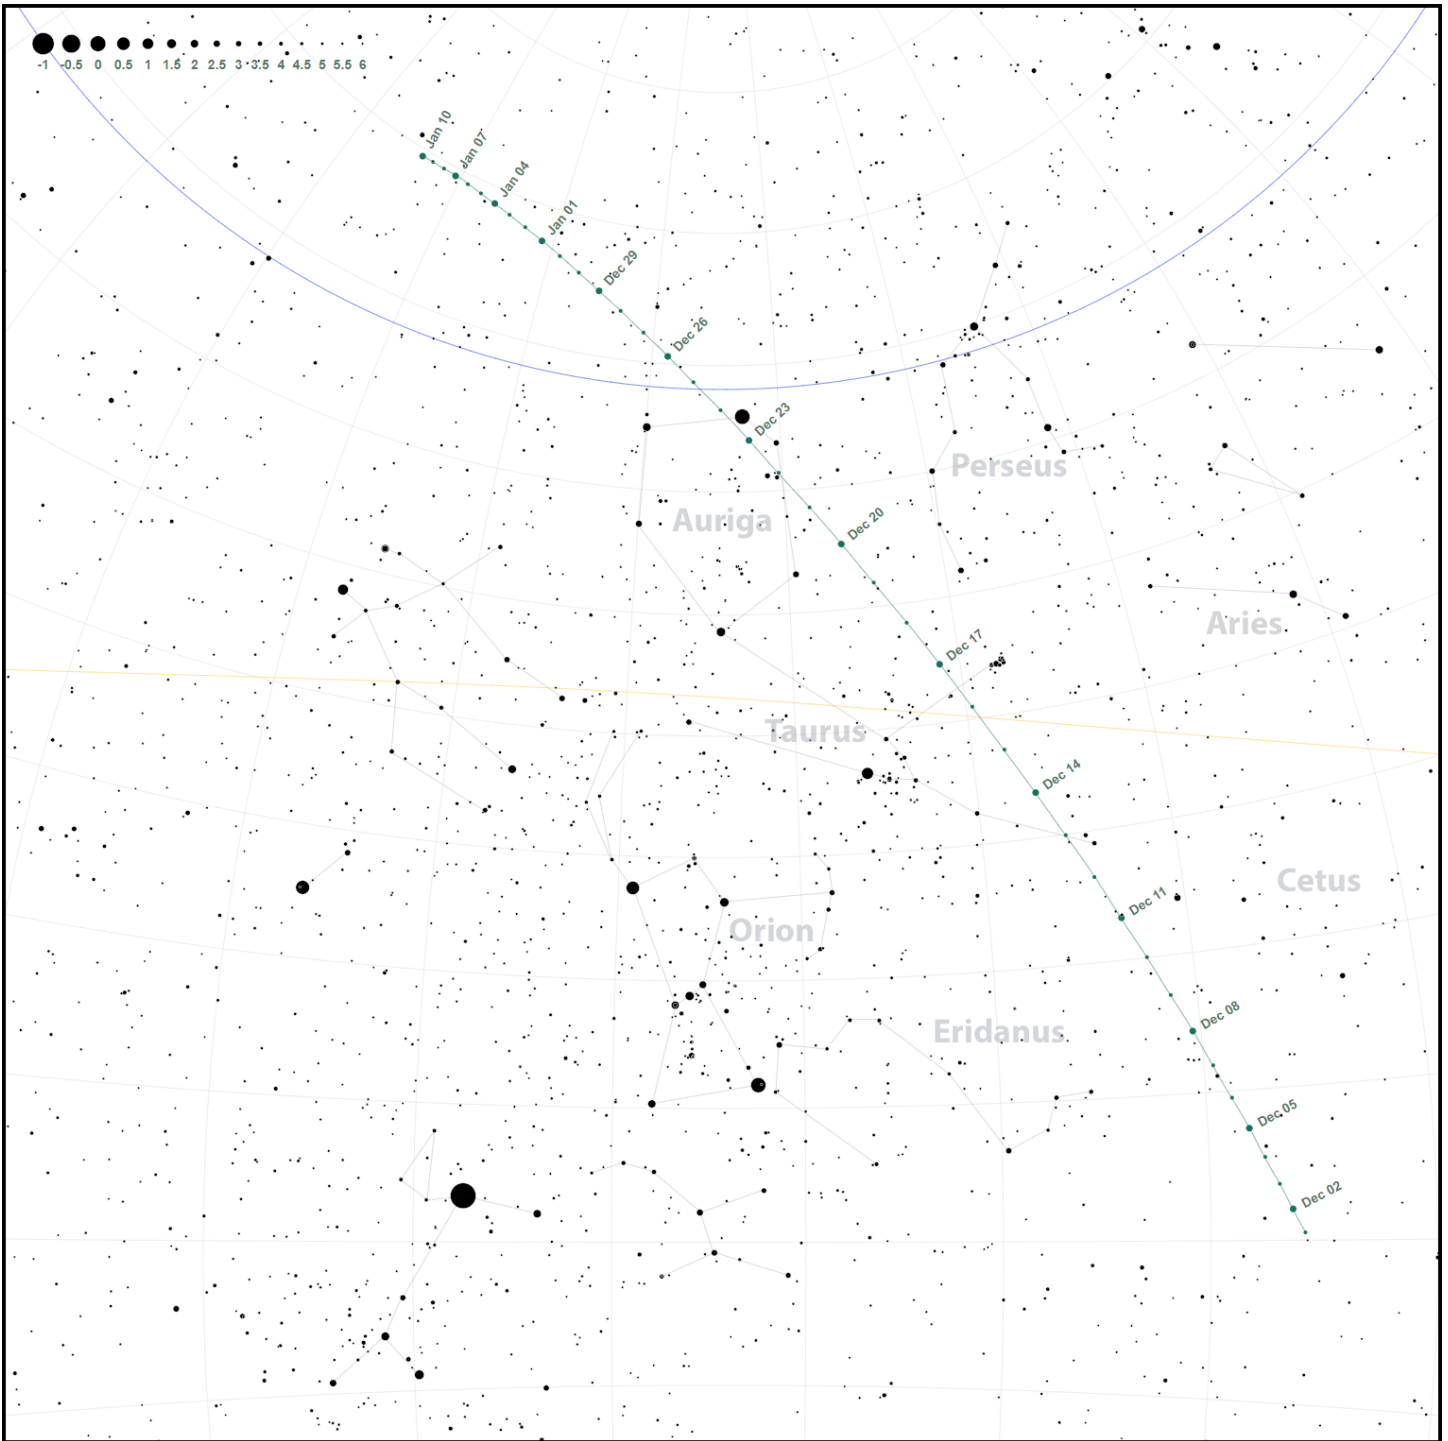 -1 -0.5 0 0.5 1 1.5 2 2.5 3 3.5 4 4.5 5 5.5 6
Jan 10
Jan 07
Jan 04
Jan 01
Dec 29
Dec 26
Dec 23
Perseus
Auriga
Dec 20
Aries
Dec 17
Taurus
Dec 14
Cetus
Dec 11
Orion
Dec 08
Eridanus
Dec 05
Dec 02